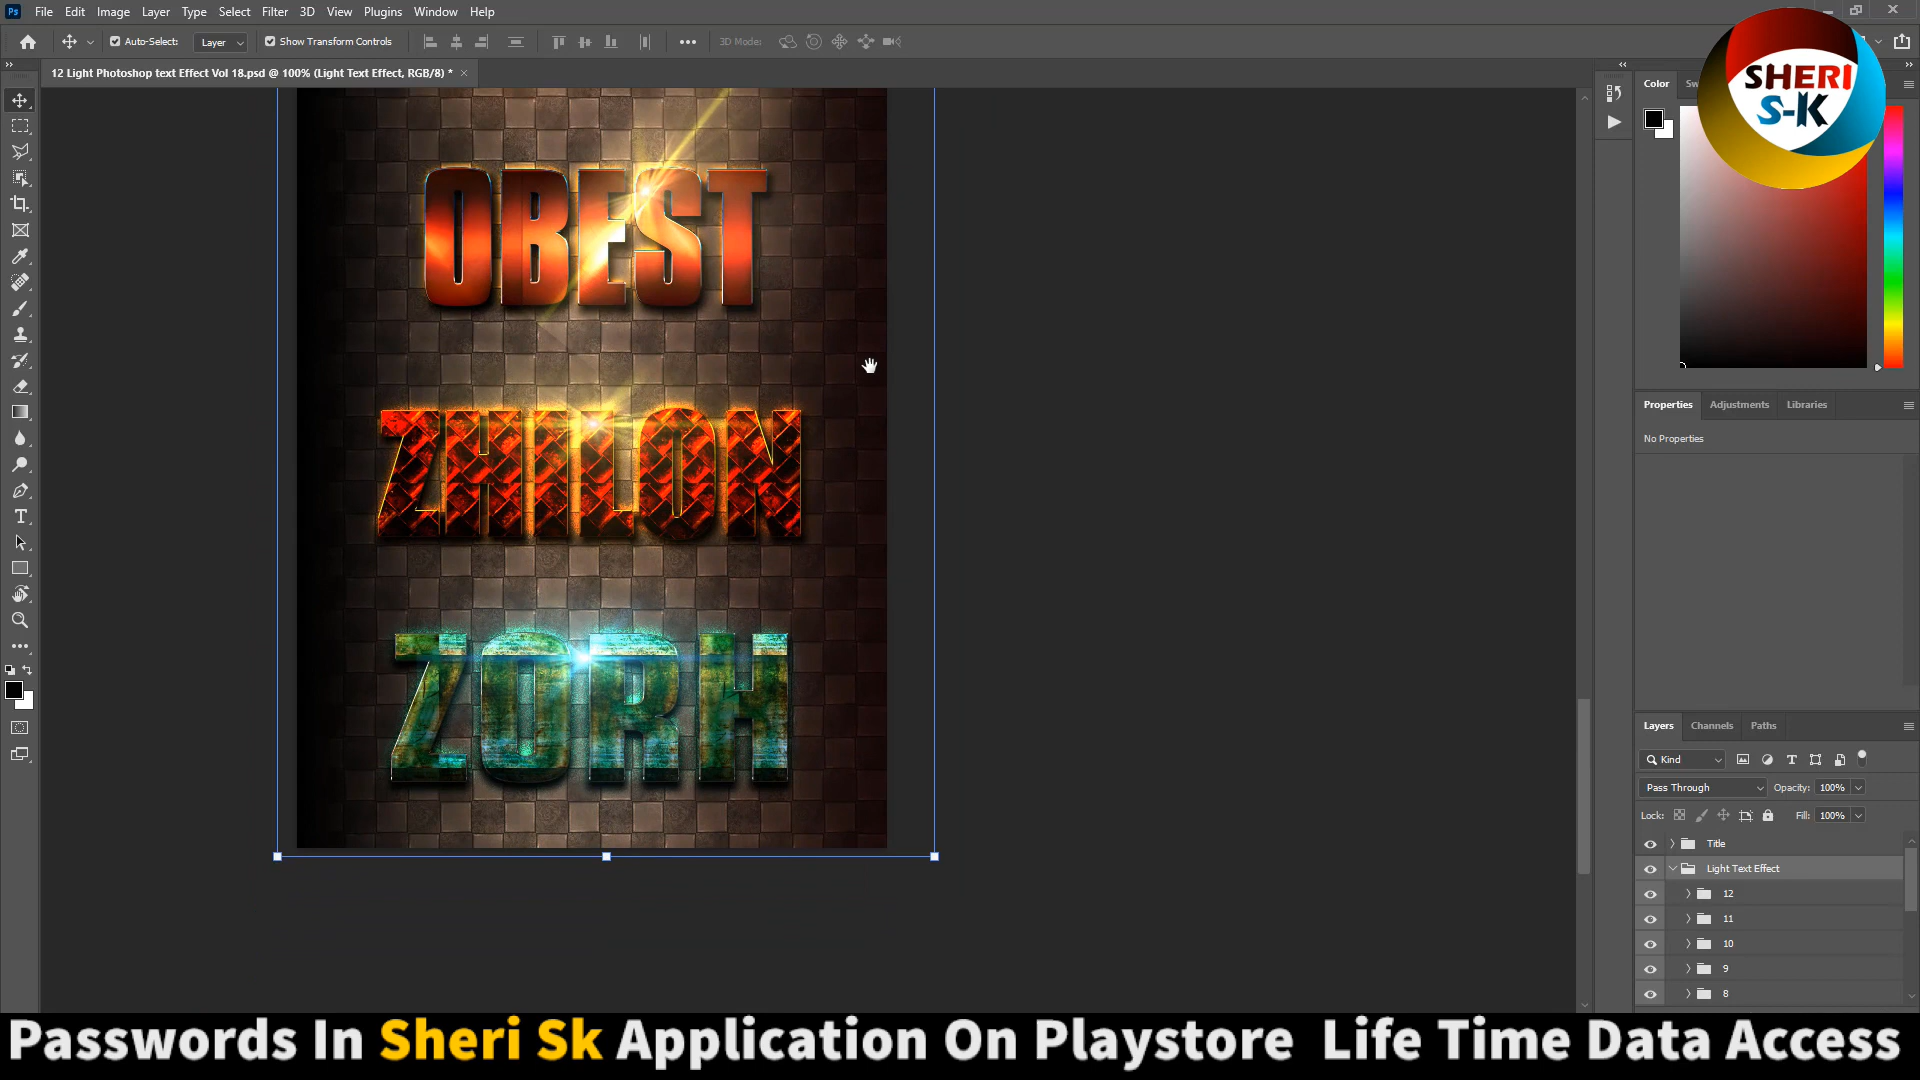 Ps File Edit Image Layer Type Select Filter 3D View Plugins Window Help
Auto-Select: Layer Show Transform Controls 3D Mode:
12 Light Photoshop text Effect Vol 18.psd @ 100% (Light Text Effect, RGB/8) *
Color Sw
SHERI
S-K
OBEST
ZHILON
ZORH
Properties Adjustments Libraries
No Properties
Layers Channels Paths
Kind
Pass Through Opacity: 100%
Lock: Fill: 100%
Title
Light Text Effect
12
11
10
9
8
Passwords In Sheri Sk Application On Playstore Life Time Data Access